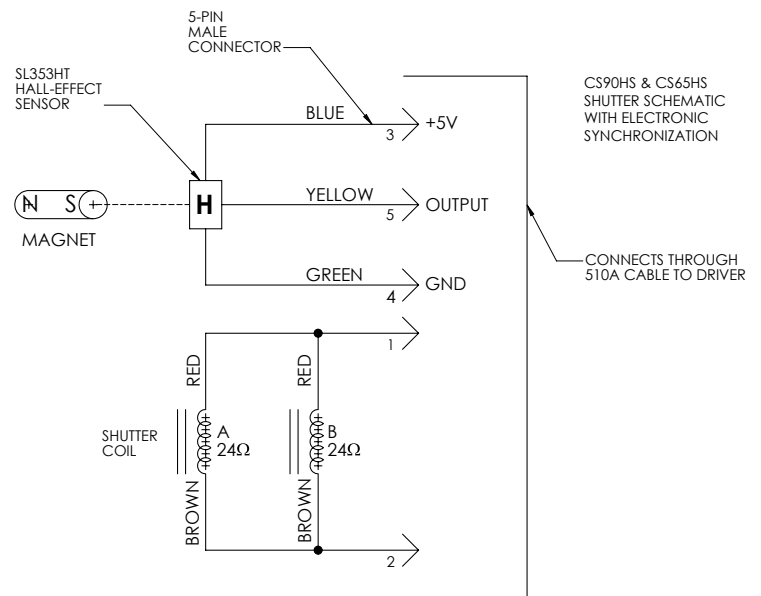 5-PIN
MALE
CONNECTOR
SL353HT
HALL-EFFECT
SENSOR
CS90HS & CS65HS
SHUTTER SCHEMATIC
WITH ELECTRONIC
SYNCHRONIZATION
BLUE
3
+5V
N S
H
YELLOW
5
OUTPUT
MAGNET
CONNECTS THROUGH
510A CABLE TO DRIVER
GREEN
4
GND
1
RED
RED
SHUTTER
COIL
A
24Ω
B
24Ω
BROWN
BROWN
2